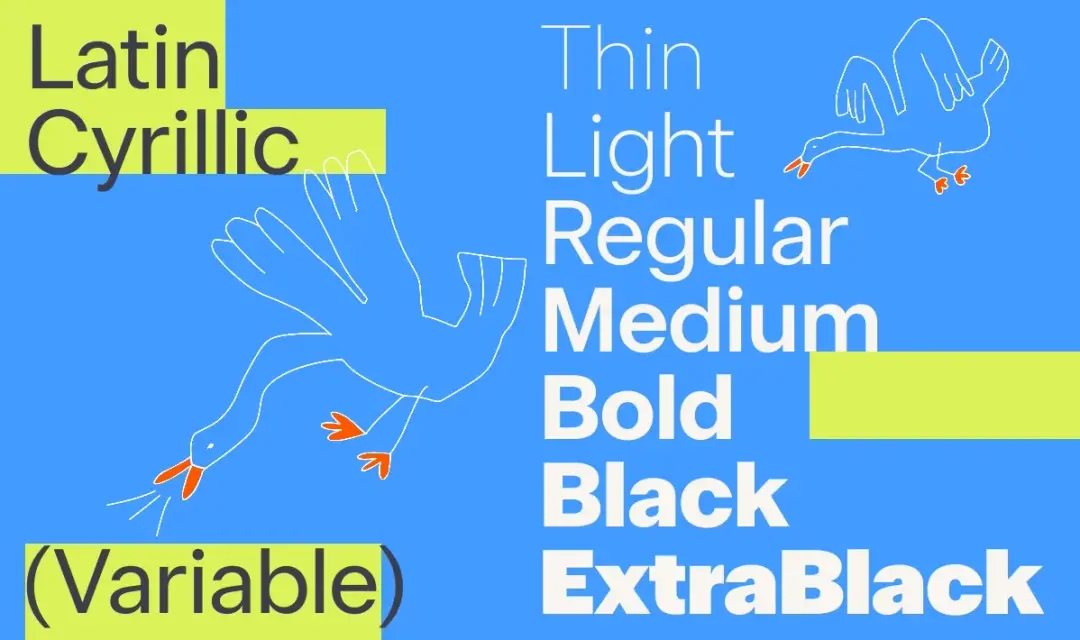 Latin
Cyrillic
(Variable)
Thin
Light
Regular
Medium
Bold
Black
ExtraBlack